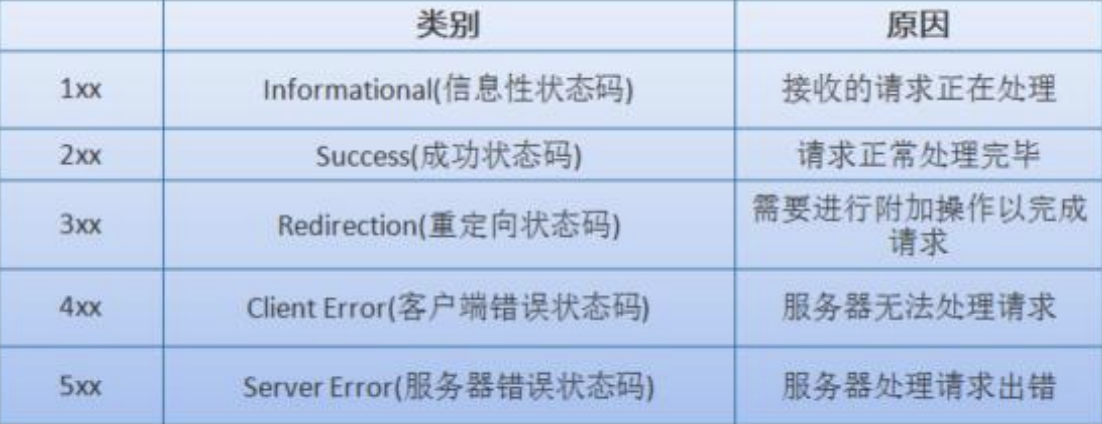 类别 原因
1xx Informational(信息性状态码) 接收的请求正在处理
2xx Success(成功状态码) 请求正常处理完毕
3xx Redirection(重定向状态码) 需要进行附加操作以完成
请求
4xx Client Error(客户端错误状态码) 服务器无法处理请求
5xx Server Error(服务器错误状态码) 服务器处理请求出错